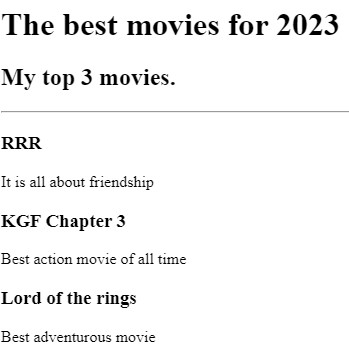 The best movies for 2023
My top 3 movies.
RRR
It is all about friendship
KGF Chapter 3
Best action movie of all time
Lord of the rings
Best adventurous movie